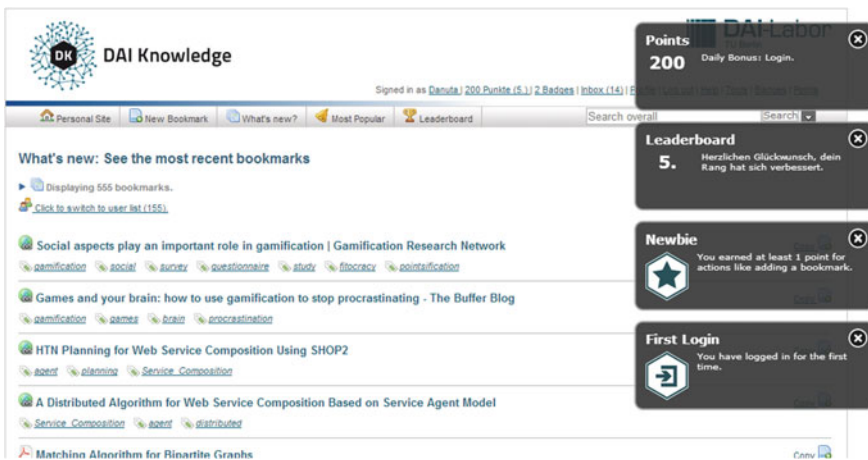 DK
DAI Knowledge
DAI-Labor
Signed in as Danuta | 200 Punkte (5.) | 2 Badges | Inbox (14) |
Personal Site
New Bookmark
What's new?
Most Popular
Leaderboard
Search overall
Search
What's new: See the most recent bookmarks
Displaying 555 bookmarks.
Click to switch to user list (155).
Social aspects play an important role in gamification | Gamification Research Network
gamification social survey questionnaire study fitocracy pointsification
Games and your brain: how to use gamification to stop procrastinating - The Buffer Blog
gamification games brain procrastination
HTN Planning for Web Service Composition Using SHOP2
agent planning Service_Composition
A Distributed Algorithm for Web Service Composition Based on Service Agent Model
Service_Composition agent distributed
Matching Algorithm for Bipartite Graphs
Copy
Points
200
Daily Bonus: Login.
Leaderboard
5.
Herzlichen Glückwunsch, dein
Rang hat sich verbessert.
Newbie
You earned at least 1 point for
actions like adding a bookmark.
First Login
You have logged in for the first
time.